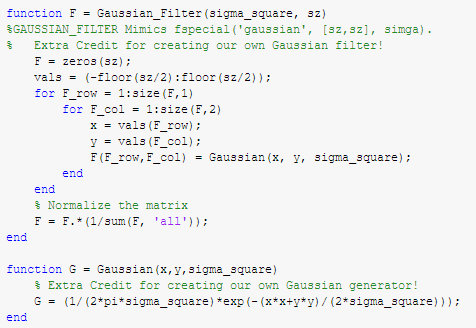 function F = Gaussian_Filter(sigma_square, sz)
%GAUSSIAN_FILTER Mimics fspecial('gaussian', [sz,sz], simga).
%   Extra Credit for creating our own Gaussian filter!
    F = zeros(sz);
    vals = (-floor(sz/2):floor(sz/2));
    for F_row = 1:size(F,1)
        for F_col = 1:size(F,2)
            x = vals(F_row);
            y = vals(F_col);
            F(F_row,F_col) = Gaussian(x, y, sigma_square);
        end
    end
    % Normalize the matrix
    F = F.*(1/sum(F, 'all'));
end

function G = Gaussian(x,y,sigma_square)
    % Extra Credit for creating our own Gaussian generator!
    G = (1/(2*pi*sigma_square)*exp(-(x*x+y*y)/(2*sigma_square)));
end